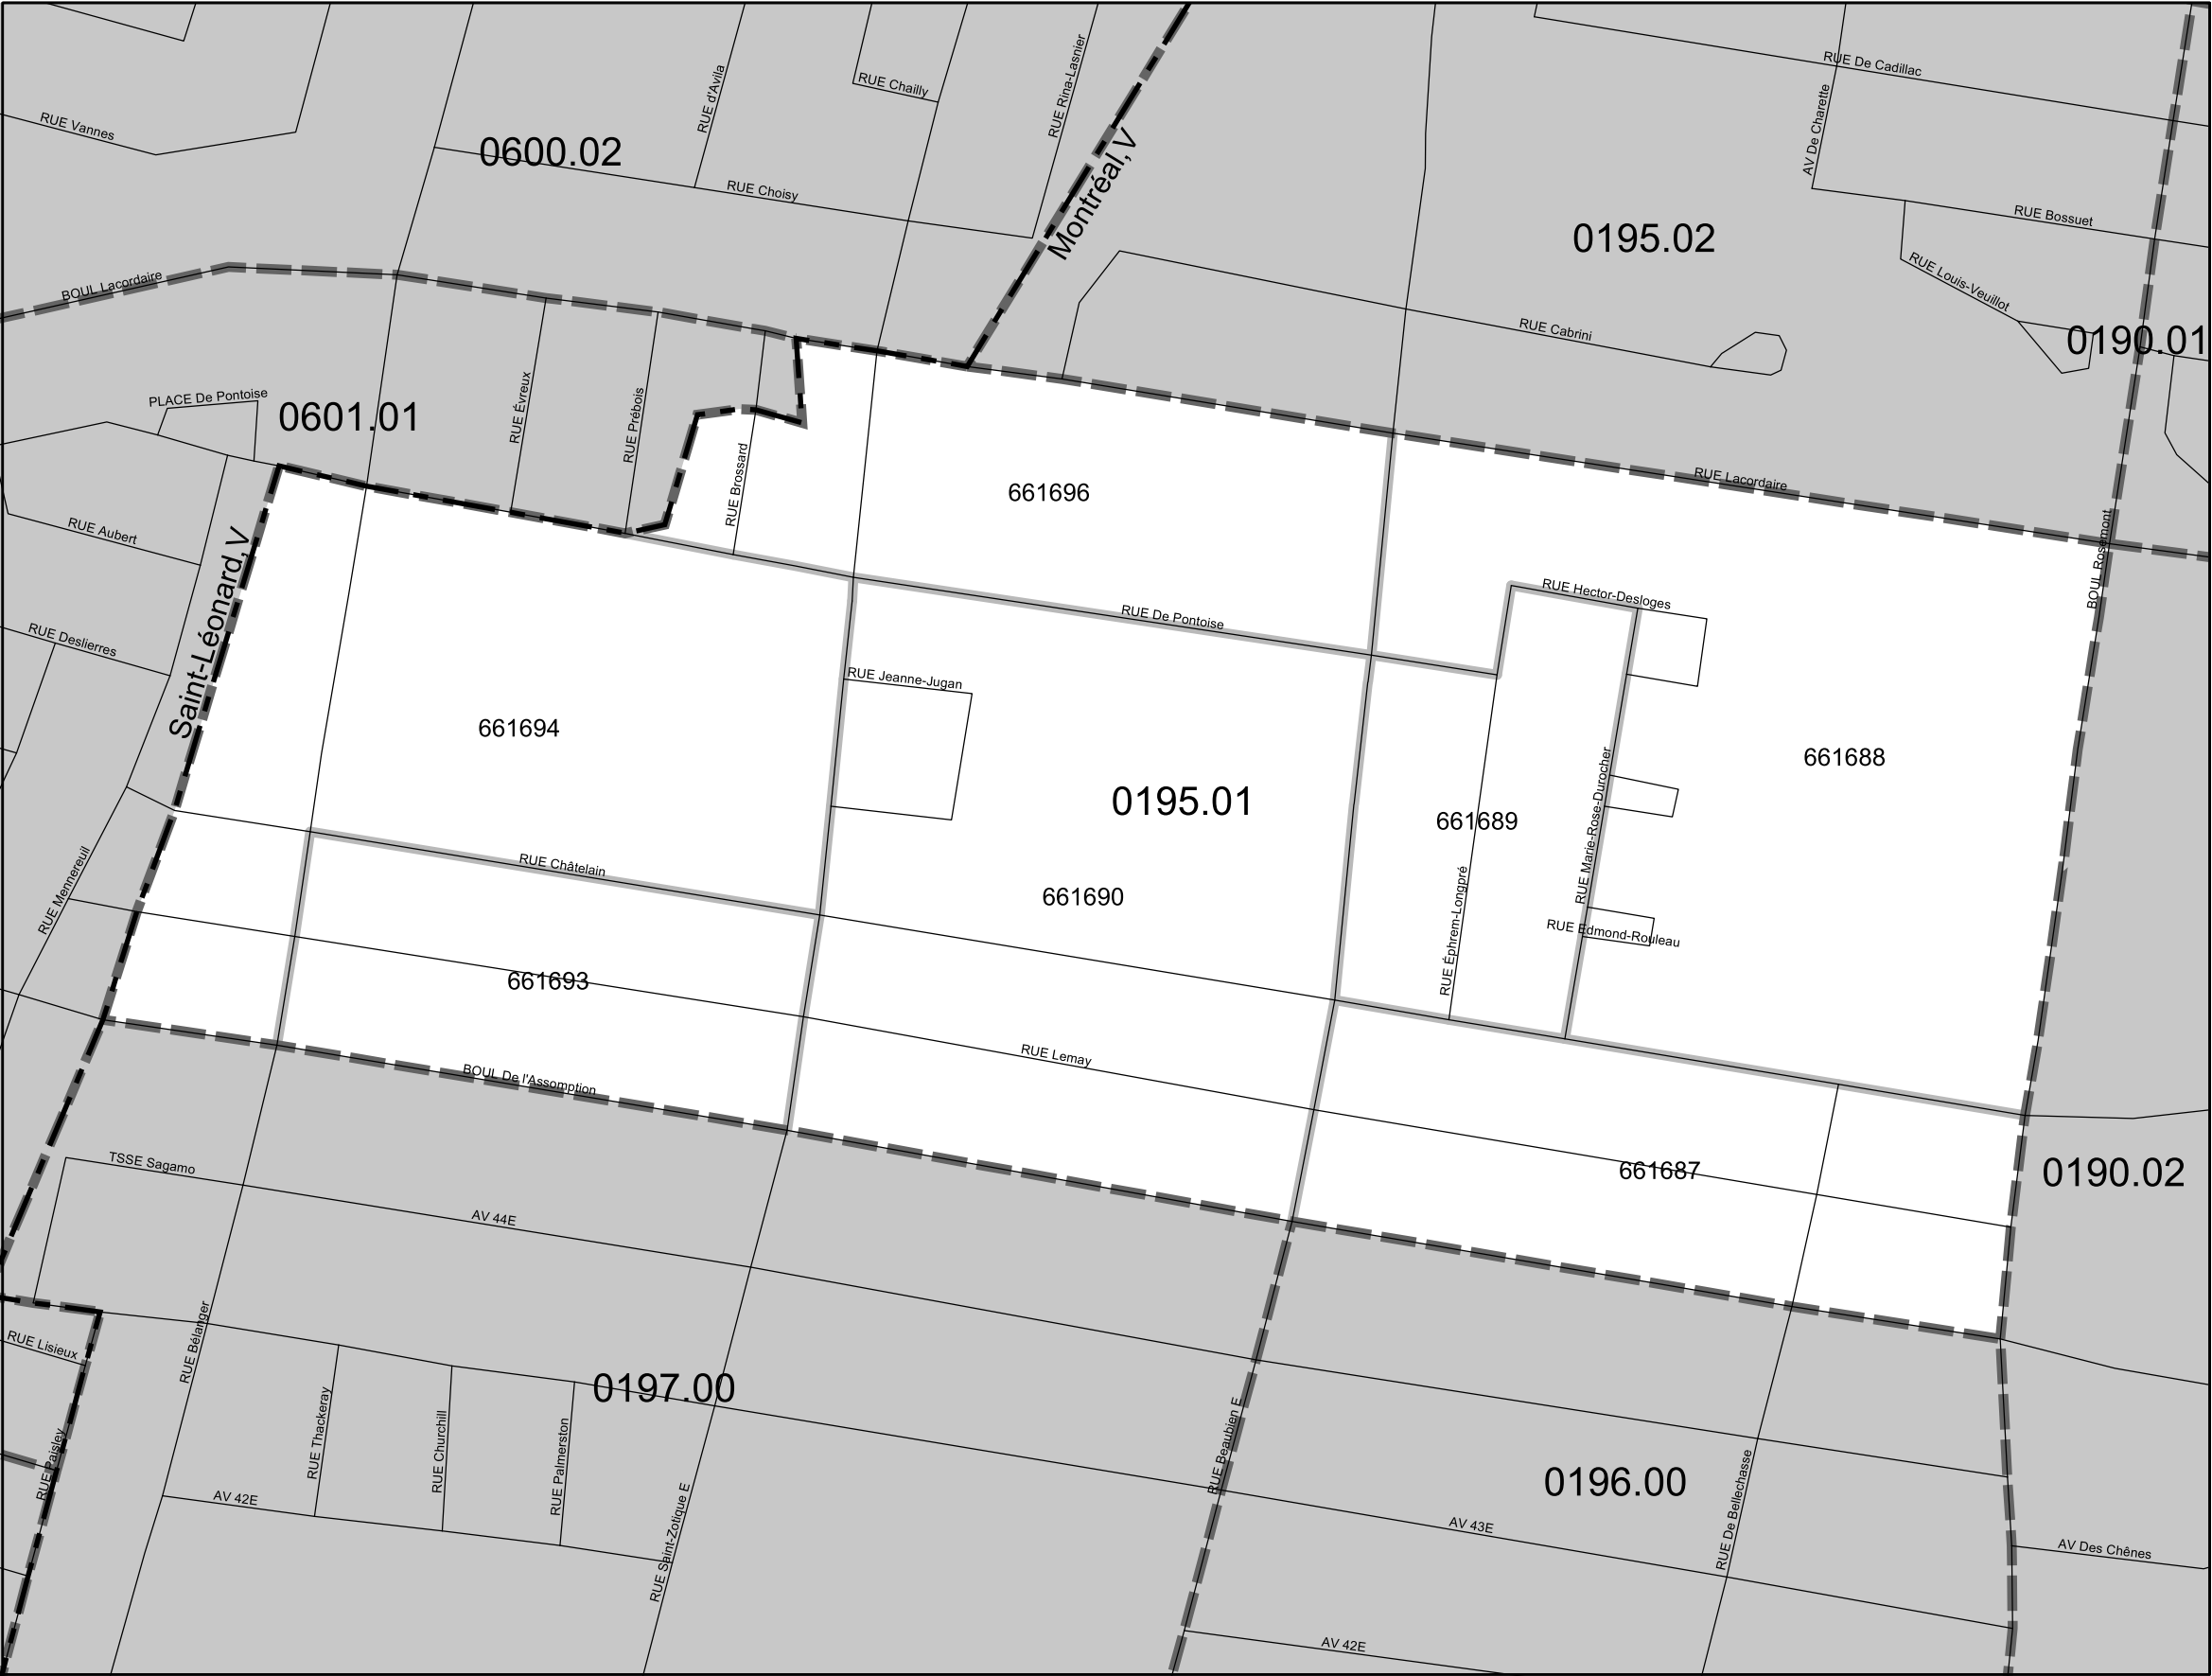 RUE De Cadillac
RUE Chailly
RUE d'Avila
RUE Rina-Lasnier
AV De Charette
RUE Vannes
0600.02
Montréal, V
RUE Choisy
RUE Bossuet
0195.02
RUE Louis-Veuillot
BOUL Lacordaire
RUE Cabrini
0190.01
PLACE De Pontoise
0601.01
RUE Évreux
RUE Prébois
RUE Brossard
661696
RUE Lacordaire
BOUL Rosemont
RUE Aubert
Saint-Léonard, V
RUE Hector-Desloges
RUE De Pontoise
RUE Deslierres
RUE Jeanne-Jugan
661694
661688
0195.01
661689
RUE Marie-Rose-Durocher
RUE Châtelain
661690
RUE Mennereuil
RUE Éphrem-Longpré
RUE Edmond-Rouleau
661693
RUE Lemay
BOUL De l'Assomption
TSSE Sagamo
661687
0190.02
AV 44E
RUE Lisieux
RUE Bélanger
0197.00
RUE Thackeray
RUE Churchill
RUE Palmerston
RUE Beaubien E
RUE Paisley
0196.00
AV 42E
RUE Saint-Zotique E
AV 43E
RUE De Bellechasse
AV Des Chênes
AV 42E